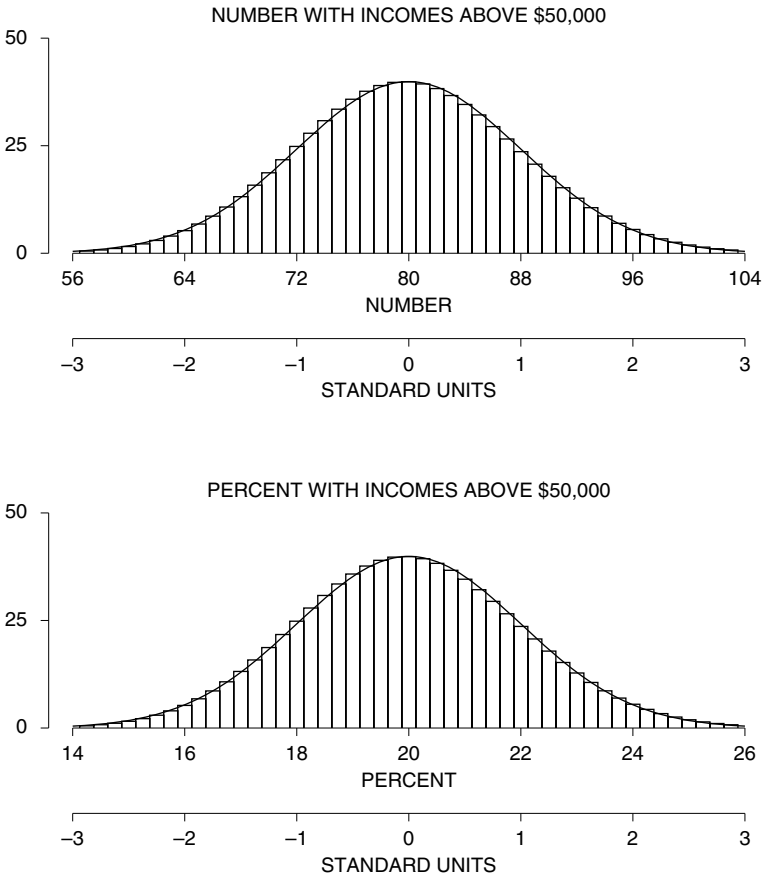 NUMBER WITH INCOMES ABOVE $50,000
50
25
0
56 64 72 80 88 96 104
NUMBER
–3 –2 –1 0 1 2 3
STANDARD UNITS
PERCENT WITH INCOMES ABOVE $50,000
50
25
0
14 16 18 20 22 24 26
PERCENT
–3 –2 –1 0 1 2 3
STANDARD UNITS